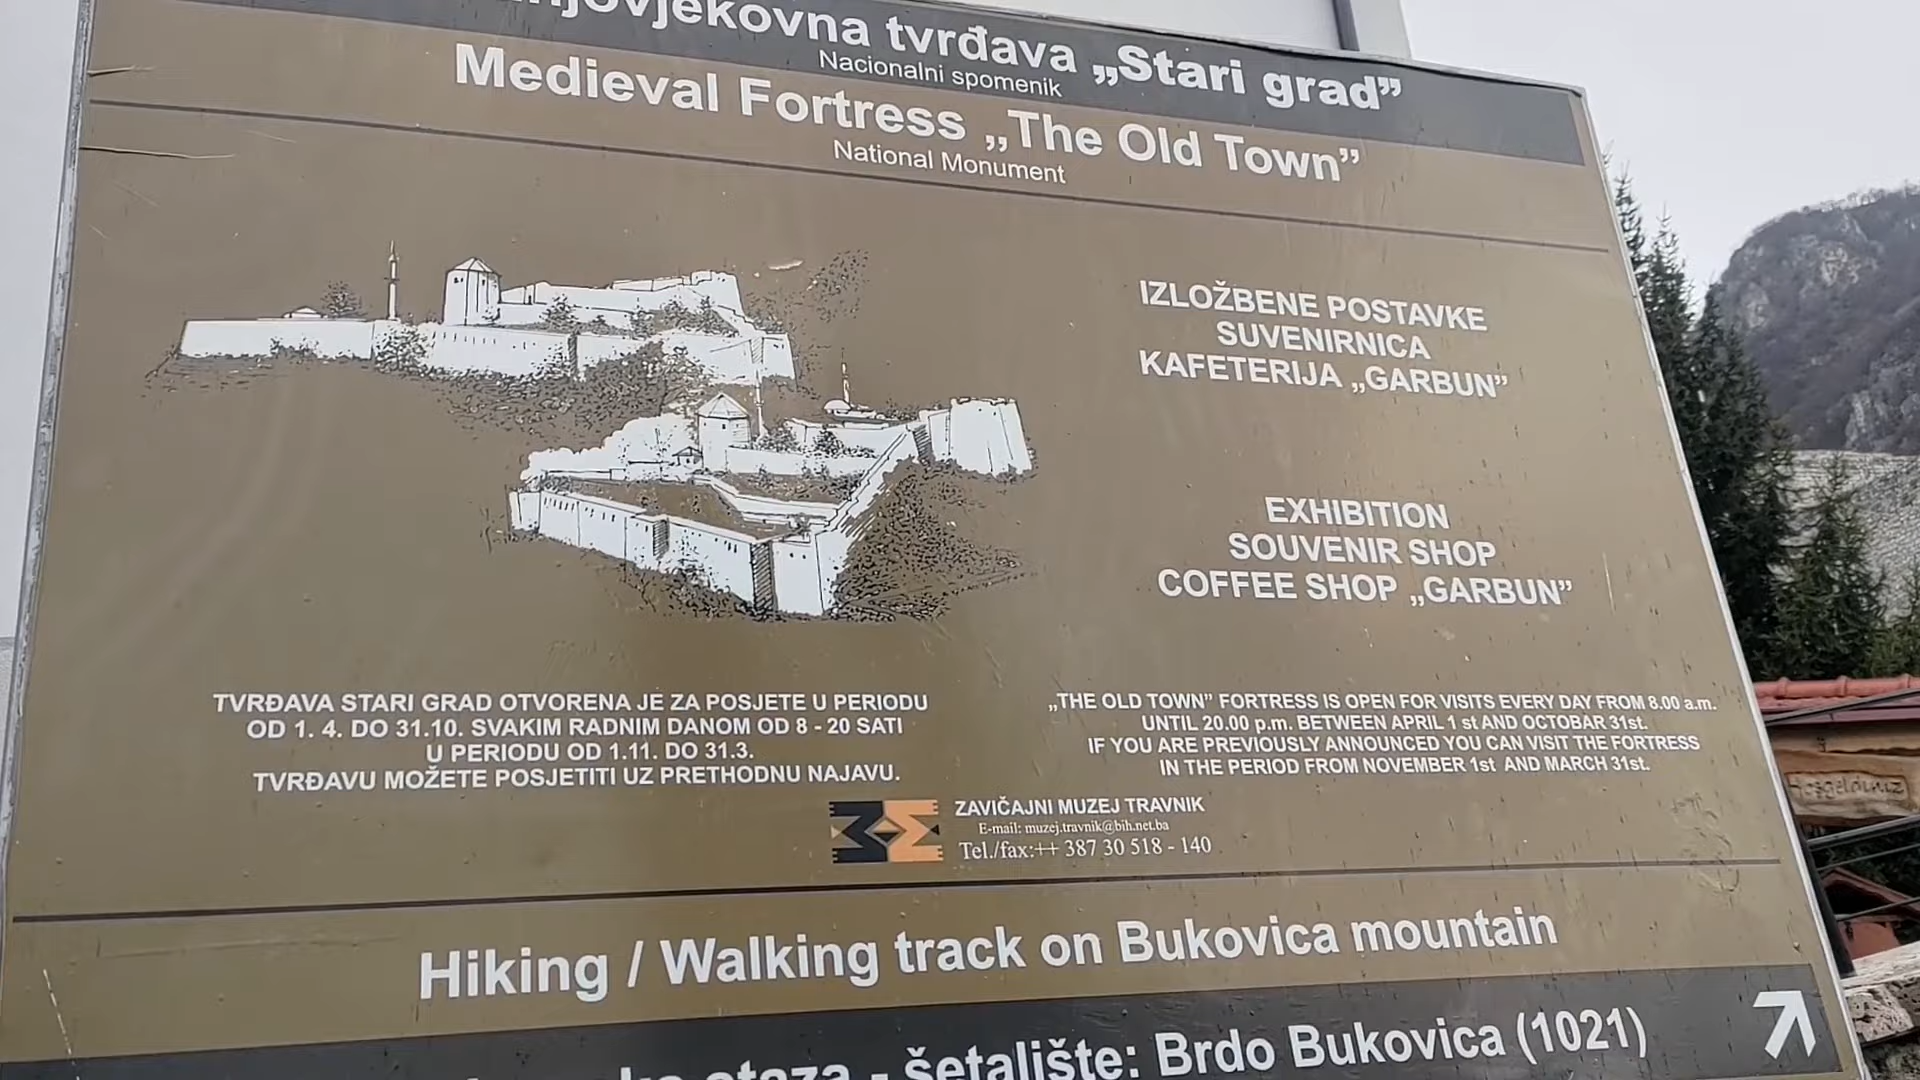 tvrđava „Stari grad”
Nacionalni spomenik
Medieval Fortress „The Old Town”
National Monument
IZLOŽBENE POSTAVKE
SUVENIRNICA
KAFETERIJA „GARBUN”
EXHIBITION
SOUVENIR SHOP
COFFEE SHOP „GARBUN”
TVRĐAVA STARI GRAD OTVORENA JE ZA POSJETE U PERIODU
OD 1. 4. DO 31.10. SVAKIM RADNIM DANOM OD 8 - 20 SATI
U PERIODU OD 1.11. DO 31.3.
TVRĐAVU MOŽETE POSJETITI UZ PRETHODNU NAJAVU.
„THE OLD TOWN” FORTRESS IS OPEN FOR VISITS EVERY DAY FROM 8.00 a.m.
UNTIL 20.00 p.m. BETWEEN APRIL 1 st AND OCTOBAR 31st.
IF YOU ARE PREVIOUSLY ANNOUNCED YOU CAN VISIT THE FORTRESS
IN THE PERIOD FROM NOVEMBER 1st AND MARCH 31st.
ZAVIČAJNI MUZEJ TRAVNIK
E-mail: muzej.travnik@bih.net.ba
Tel./fax:++ 387 30 518 - 140
Hiking / Walking track on Bukovica mountain
staza - šetalište: Brdo Bukovica (1021)